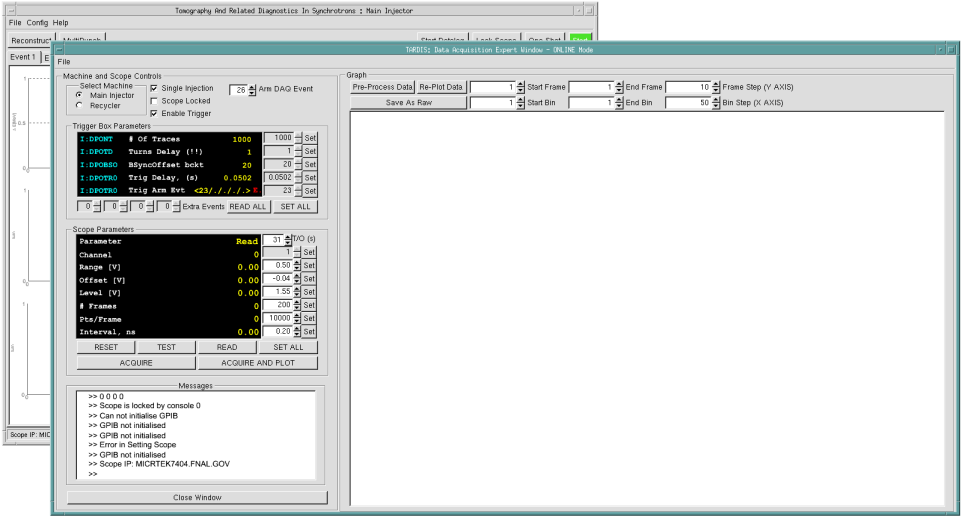 Tomography And Related Diagnostics In Synchrotrons : Main Injector
File Config Help
Reconstruct MultiBunch Start Retring Lock Scope One Shot Start
Event 1 E
TARDIS: Data Acquisition Expert Window - ONLINE Mode
File
Machine and Scope Controls
Select Machine
Main Injector
Recycler
Single Injection
Scope Locked
Enable Trigger
26 Arm DAQ Event
Trigger Box Parameters
I:DPONT # Of Traces 1000 1000 Set
I:DPOTD Turns Delay (!!) 1 1 Set
I:DPOBSO BSyncOffset bckt 20 20 Set
I:DPOTRO Trig Delay, (s) 0.0502 0.0502 Set
I:DPOTRO Trig Arm Evt <23/./././.> E. 23 Set
0 0 0 0 Extra Events READ ALL SET ALL
Scope Parameters
Parameter Read 31 T/O (s)
Channel 0 1 Set
Range [V] 0.00 0.50 Set
Offset [V] 0.00 -0.04 Set
Level [V] 0.00 1.55 Set
# Frames 0 200 Set
Pts/Frame 0 10000 Set
Interval, ns 0.00 0.20 Set
RESET TEST READ SET ALL
ACQUIRE ACQUIRE AND PLOT
Messages
>> 0 0 0 0
>> Scope is locked by console 0
>> Can not initialise GPIB
>> GPIB not initialised
>> GPIB not initialised
>> Error in Setting Scope
>> GPIB not initialised
>> Scope IP: MICRTEK7404.FNAL.GOV
>>
Close Window
Graph
Pre-Process Data Re-Plot Data 1 Start Frame 1 End Frame 10 Frame Step (Y AXIS)
Save As Raw 1 Start Bin 1 End Bin 50 Bin Step (X AXIS)
1
0.5
0
1
0
1
0
Scope IP: MIC